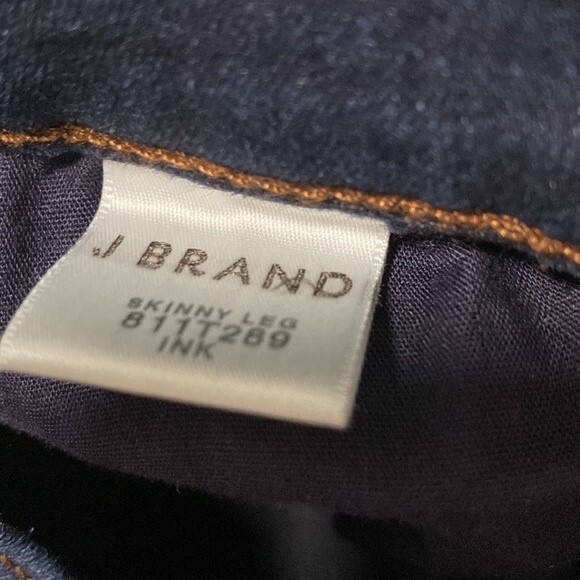 J BRAND
SKINNY LEG
811T289
INK